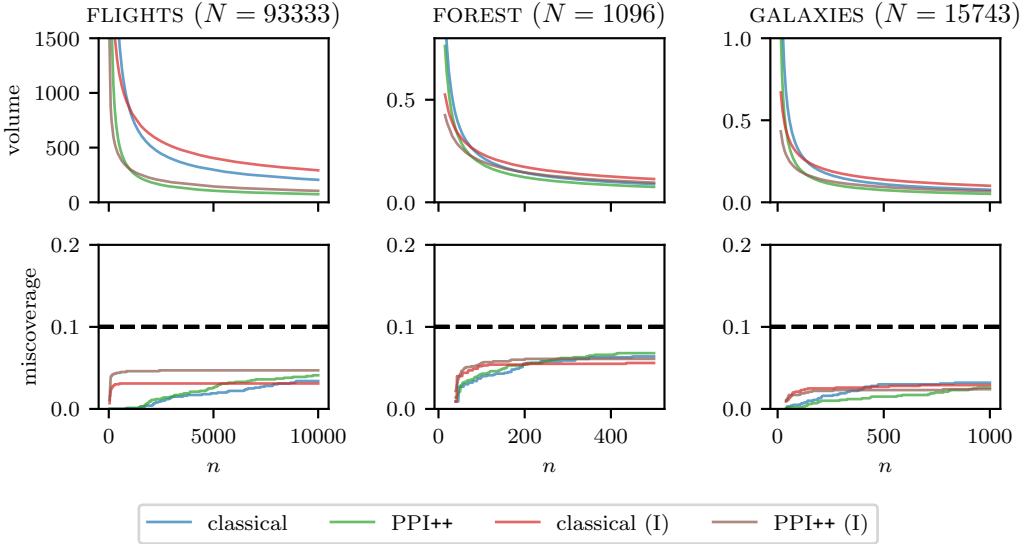 FLIGHTS (N = 93333)
FOREST (N = 1096)
GALAXIES (N = 15743)
volume
1500
1000
500
0
0.5
0.0
1.0
0.5
0.0
miscoverage
0.2
0.1
0.0
0.2
0.1
0.0
0.2
0.1
0.0
0 5000 10000
0 200 400
0 500 1000
n
n
n
classical PPI++ classical (I) PPI++ (I)